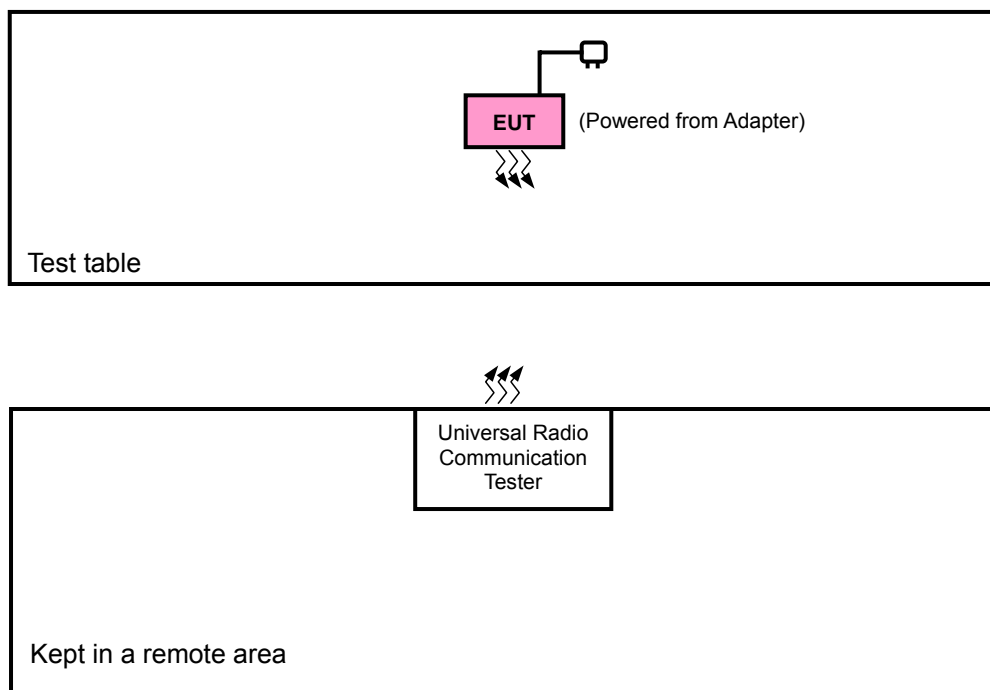 EUT
(Powered from Adapter)
Test table
Universal Radio
Communication
Tester
Kept in a remote area